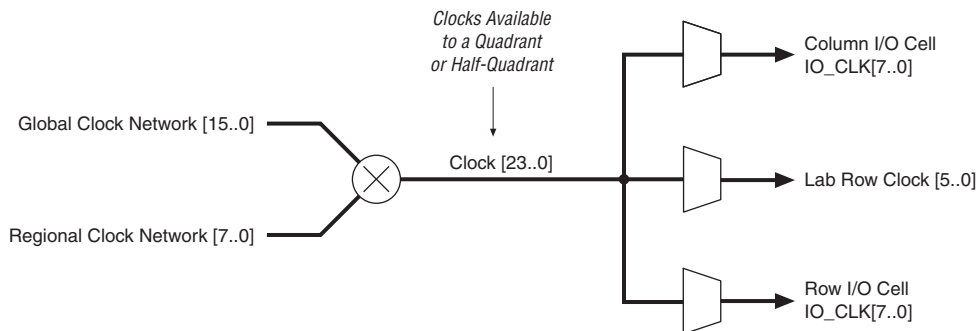 Clocks Available
to a Quadrant
or Half-Quadrant
Column I/O Cell
IO_CLK[7..0]
Global Clock Network [15..0]
Clock [23..0]
Lab Row Clock [5..0]
Regional Clock Network [7..0]
Row I/O Cell
IO_CLK[7..0]